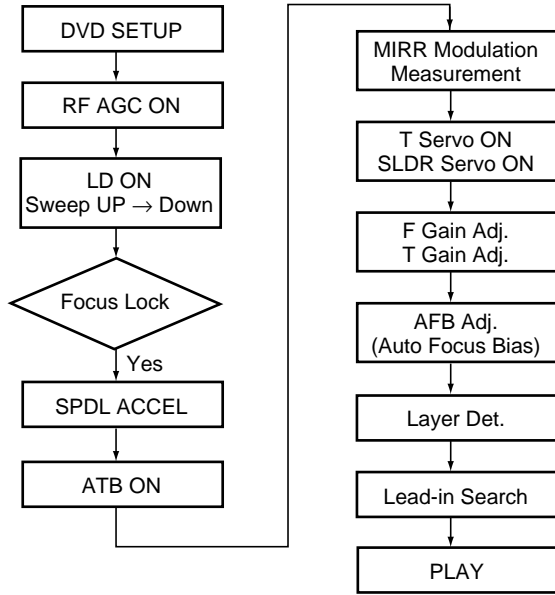 DVD SETUP
RF AGC ON
LD ON
Sweep UP → Down
Focus Lock
Yes
SPDL ACCEL
ATB ON
MIRR Modulation
Measurement
T Servo ON
SLDR Servo ON
F Gain Adj.
T Gain Adj.
AFB Adj.
(Auto Focus Bias)
Layer Det.
Lead-in Search
PLAY